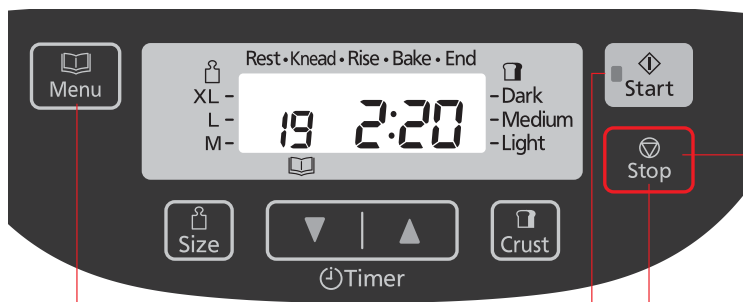 Menu
Rest • Knead • Rise • Bake • End
XL -
L -
M -
19 2:20
- Dark
- Medium
- Light
Start
Stop
Size
Timer
Crust